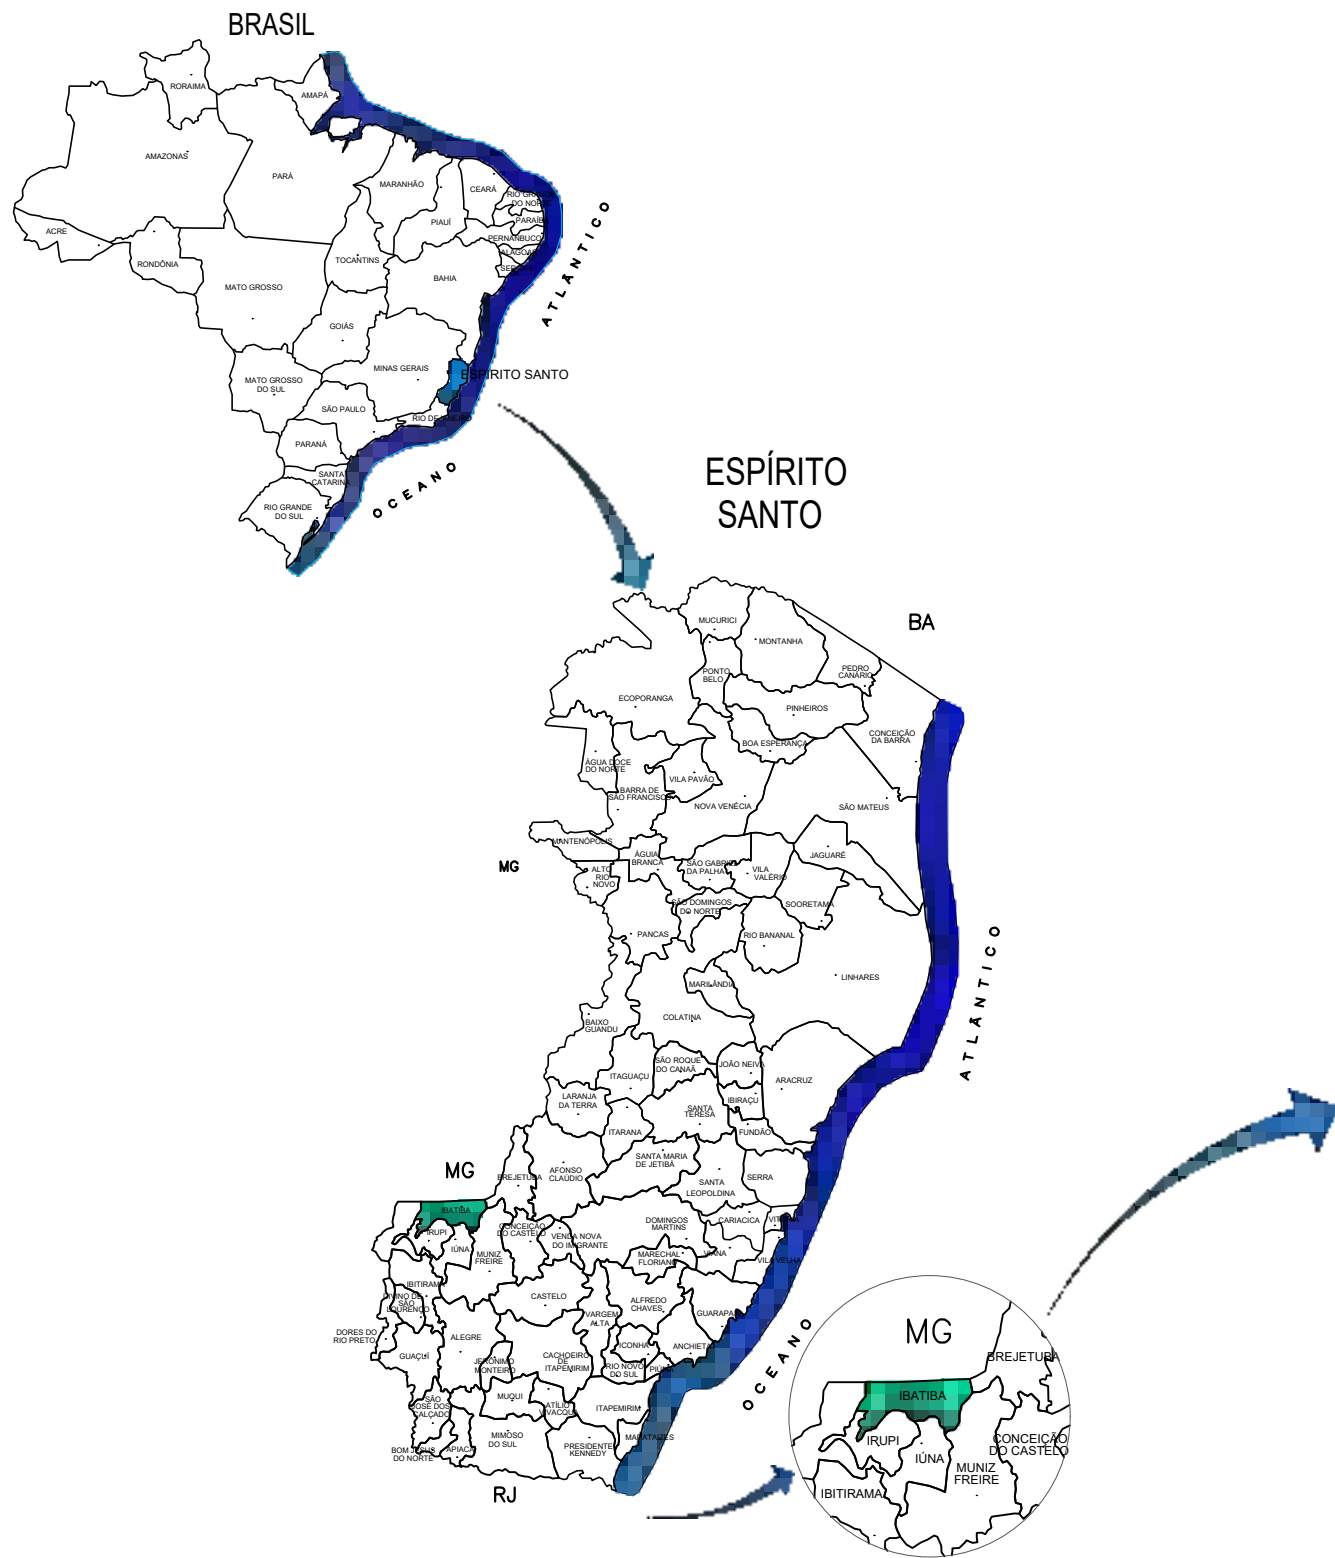 BRASIL
RORAIMA
AMAPÁ
AMAZONAS
PARÁ
MARANHÃO
CEARÁ
RIO GRANDE
DO NORTE
PARAÍBA
PIAUÍ
PERNANBUCO
ALAGOAS
ACRE
RONDÔNIA
TOCANTINS
BAHIA
MATO GROSSO
GOIÁS
MINAS GERAIS
ESPÍRITO SANTO
MATO GROSSO
DO SUL
SÃO PAULO
RIO DE JANEIRO
PARANÁ
SANTA
CATARINA
RIO GRANDE
DO SUL
OCEANO
ATLÂNTICO
ESPÍRITO
SANTO
BA
MUCURICI
MONTANHA
PONTO
BELO
PEDRO
CANÁRIO
ECOPORANGA
PINHEIROS
CONCEIÇÃO
DA BARRA
BOA ESPERANÇA
ÁGUA DOCE
DO NORTE
VILA PAVÃO
BARRA DE
SÃO FRANCISCO
NOVA VENÉCIA
SÃO MATEUS
MANTENÓPOLIS
MG
ÁGUIA
BRANCA
JAGUARÉ
ALTO
RIO
NOVO
SÃO GABRIEL
DA PALHA
VILA
VALÉRIO
SÃO DOMINGOS
DO NORTE
SOORETAMA
PANCAS
RIO BANANAL
LINHARES
MARILÂNDIA
COLATINA
BAIXO
GUANDU
ATLÂNTICO
SÃO ROQUE
DO CANAÃ
JOÃO NEIVA
ITAGUAÇU
ARACRUZ
LARANJA
DA TERRA
IBIRAÇU
SANTA
TERESA
ITARANA
FUNDÃO
SANTA MARIA
DE JETIBÁ
MG
BREJETUBA
AFONSO
CLAÚDIO
SERRA
SANTA
LEOPOLDINA
IBATIBA
IRUPI
IÚNA
CONCEIÇÃO
DO CASTELO
VENDA NOVA
DO IMIGRANTE
DOMINGOS
MARTINS
CARIACICA
VITÓRIA
MUNIZ
FREIRE
MARECHAL
FLORIANO
VIANA
VILA VELHA
IBITIRAMA
DIVINO DE
SÃO
LOURENÇO
CASTELO
ALFREDO
CHAVES
VARGEM
ALTA
GUARAPARI
DORES DO
RIO PRETO
ALEGRE
GUAÇUÍ
JERÔNIMO
MONTEIRO
CACHOEIRO
DE
ITAPEMIRIM
ICONHA
ANCHIETA
RIO NOVO
DO SUL
PIÚMA
MUQUI
SÃO
JOSÉ DOS
CALÇADO
ATÍLIO
VIVACQUA
ITAPEMIRIM
MARATAÍZES
MIMOSO
DO SUL
PRESIDENTE
KENNEDY
BOM JESUS
DO NORTE
APIACÁ
RJ
OCEANO
MG
BREJETUBA
IBATIBA
IRUPI
IÚNA
CONCEIÇÃO
DO CASTELO
MUNIZ
FREIRE
IBITIRAMA